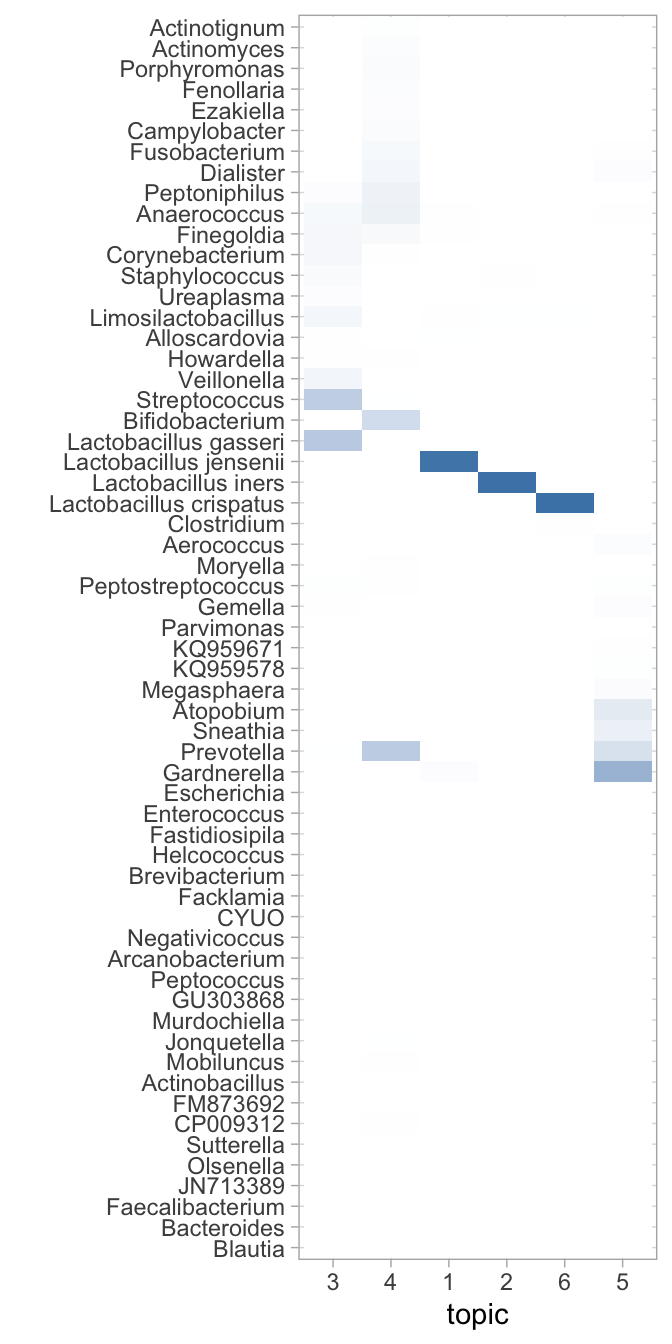 Actinotignum
Actinomyces
Porphyromonas
Fenollaria
Ezakiella
Campylobacter
Fusobacterium
Dialister
Peptoniphilus
Anaerococcus
Finegoldia
Corynebacterium
Staphylococcus
Ureaplasma
Limosilactobacillus
Alloscardovia
Howardella
Veillonella
Streptococcus
Bifidobacterium
Lactobacillus gasseri
Lactobacillus jensenii
Lactobacillus iners
Lactobacillus crispatus
Clostridium
Aerococcus
Moryella
Peptostreptococcus
Gemella
Parvimonas
KQ959671
KQ959578
Megasphaera
Atopobium
Sneathia
Prevotella
Gardnerella
Escherichia
Enterococcus
Fastidiosipila
Helcococcus
Brevibacterium
Facklamia
CYUO
Negativicoccus
Arcanobacterium
Peptococcus
GU303868
Murdochiella
Jonquetella
Mobiluncus
Actinobacillus
FM873692
CP009312
Sutterella
Olsenella
JN713389
Faecalibacterium
Bacteroides
Blautia
3 4 1 2 6 5
topic